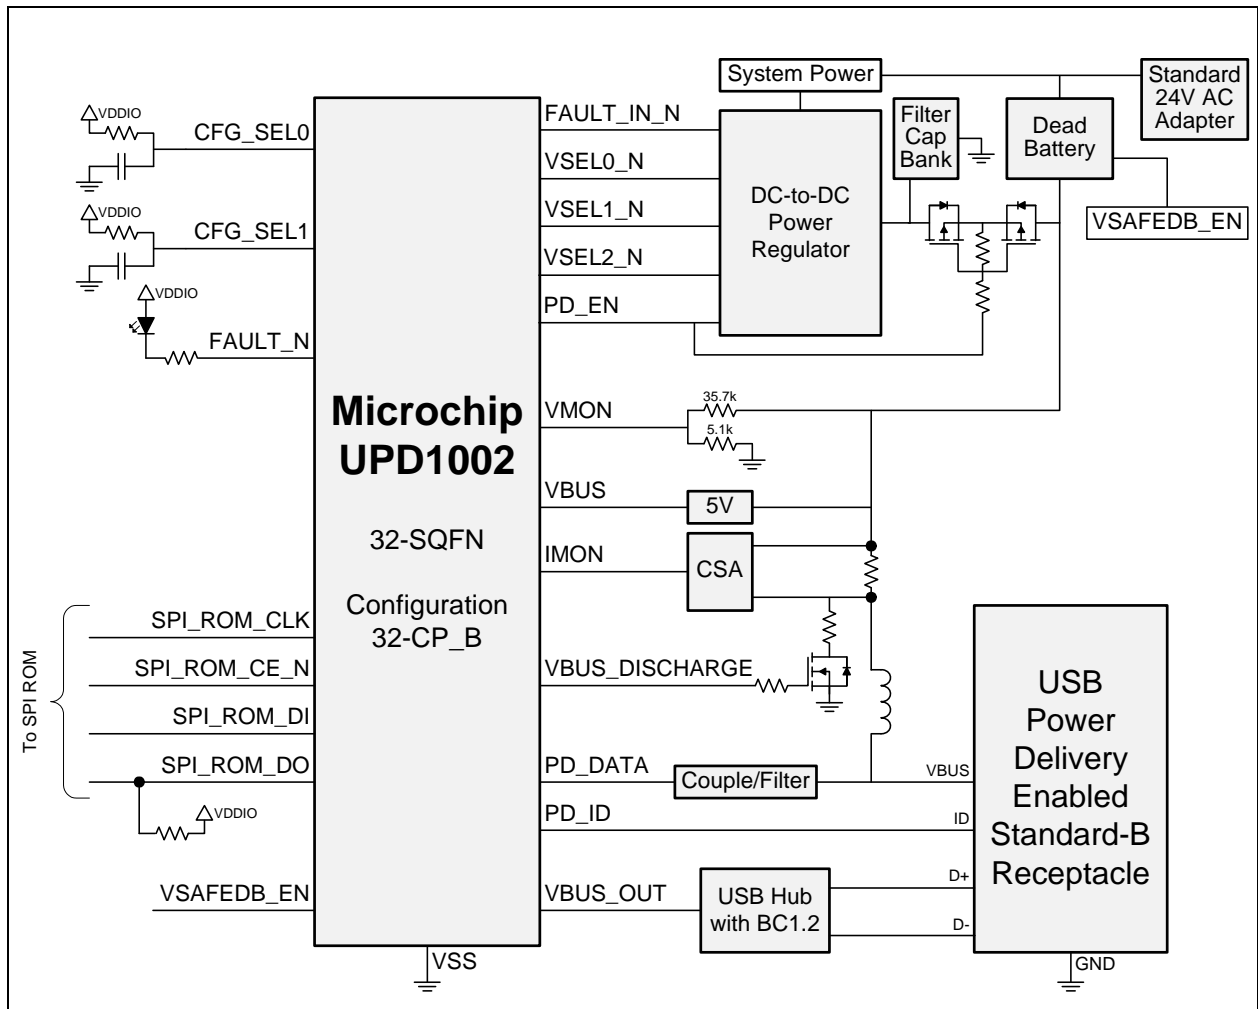 System Power
Standard
24V AC
Adapter
VDDIO
CFG_SEL0
FAULT_IN_N
Filter
Cap
Bank
Dead
Battery
VSEL0_N
DC-to-DC
Power
Regulator
VDDIO
CFG_SEL1
VSEL1_N
VSAFEDB_EN
VSEL2_N
VDDIO
PD_EN
FAULT_N
Microchip
UPD1002
32-SQFN
Configuration
32-CP_B
VMON
35.7k
5.1k
VBUS
5V
IMON
CSA
To SPI ROM
SPI_ROM_CLK
SPI_ROM_CE_N
SPI_ROM_DI
SPI_ROM_DO
VDDIO
VBUS_DISCHARGE
PD_DATA
Couple/Filter
VBUS
PD_ID
ID
USB
Power
Delivery
Enabled
Standard-B
Receptacle
VSAFEDB_EN
VBUS_OUT
USB Hub
with BC1.2
D+
D-
VSS
GND